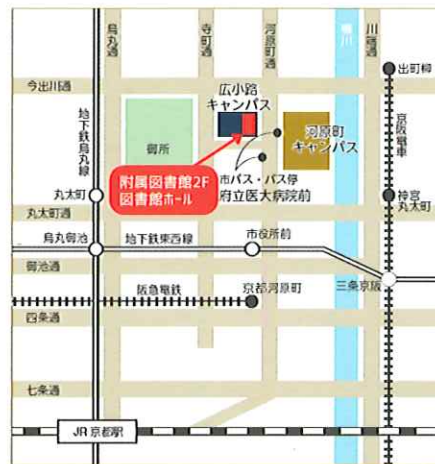 烏丸通
寺町通
河原町通
鴨川
川端通
出町柳
今出川通
広小路
キャンパス
地下鉄烏丸線
御所
河原町
キャンパス
京阪電車
附属図書館2F
図書館ホール
市バス・バス停
府立医大病院前
丸太町
神宮
丸太町
丸太町通
烏丸御池
地下鉄東西線
市役所前
御池通
三条京阪
阪急電鉄
京都河原町
四条通
七条通
JR 京都駅